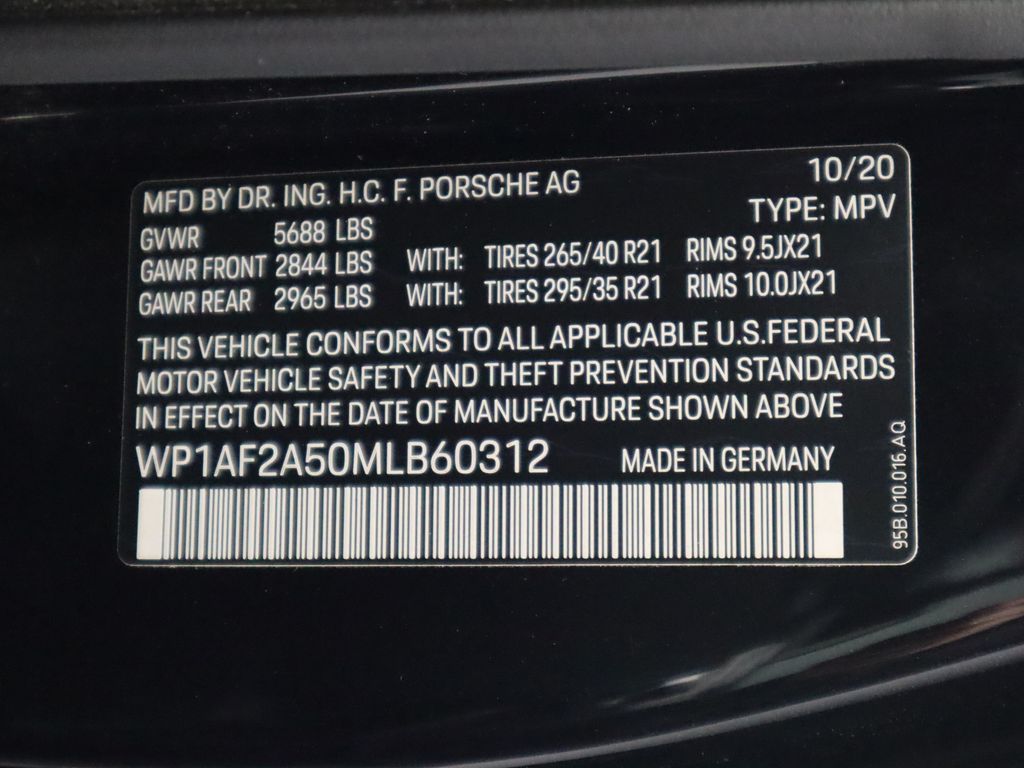 MFD BY DR. ING. H.C. F. PORSCHE AG 10/20
TYPE: MPV
GVWR 5688 LBS
GAWR FRONT 2844 LBS WITH: TIRES 265/40 R21 RIMS 9.5JX21
GAWR REAR 2965 LBS WITH: TIRES 295/35 R21 RIMS 10.0JX21
THIS VEHICLE CONFORMS TO ALL APPLICABLE U.S.FEDERAL
MOTOR VEHICLE SAFETY AND THEFT PREVENTION STANDARDS
IN EFFECT ON THE DATE OF MANUFACTURE SHOWN ABOVE
WP1AF2A50MLB60312 MADE IN GERMANY
95B.010.016.AQ